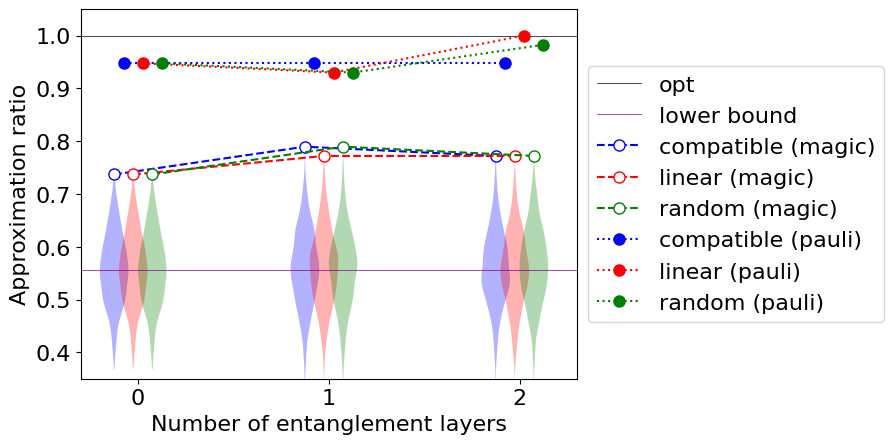 Approximation ratio
1.0
0.9
0.8
0.7
0.6
0.5
0.4
0
1
2
Number of entanglement layers
opt
lower bound
compatible (magic)
linear (magic)
random (magic)
compatible (pauli)
linear (pauli)
random (pauli)